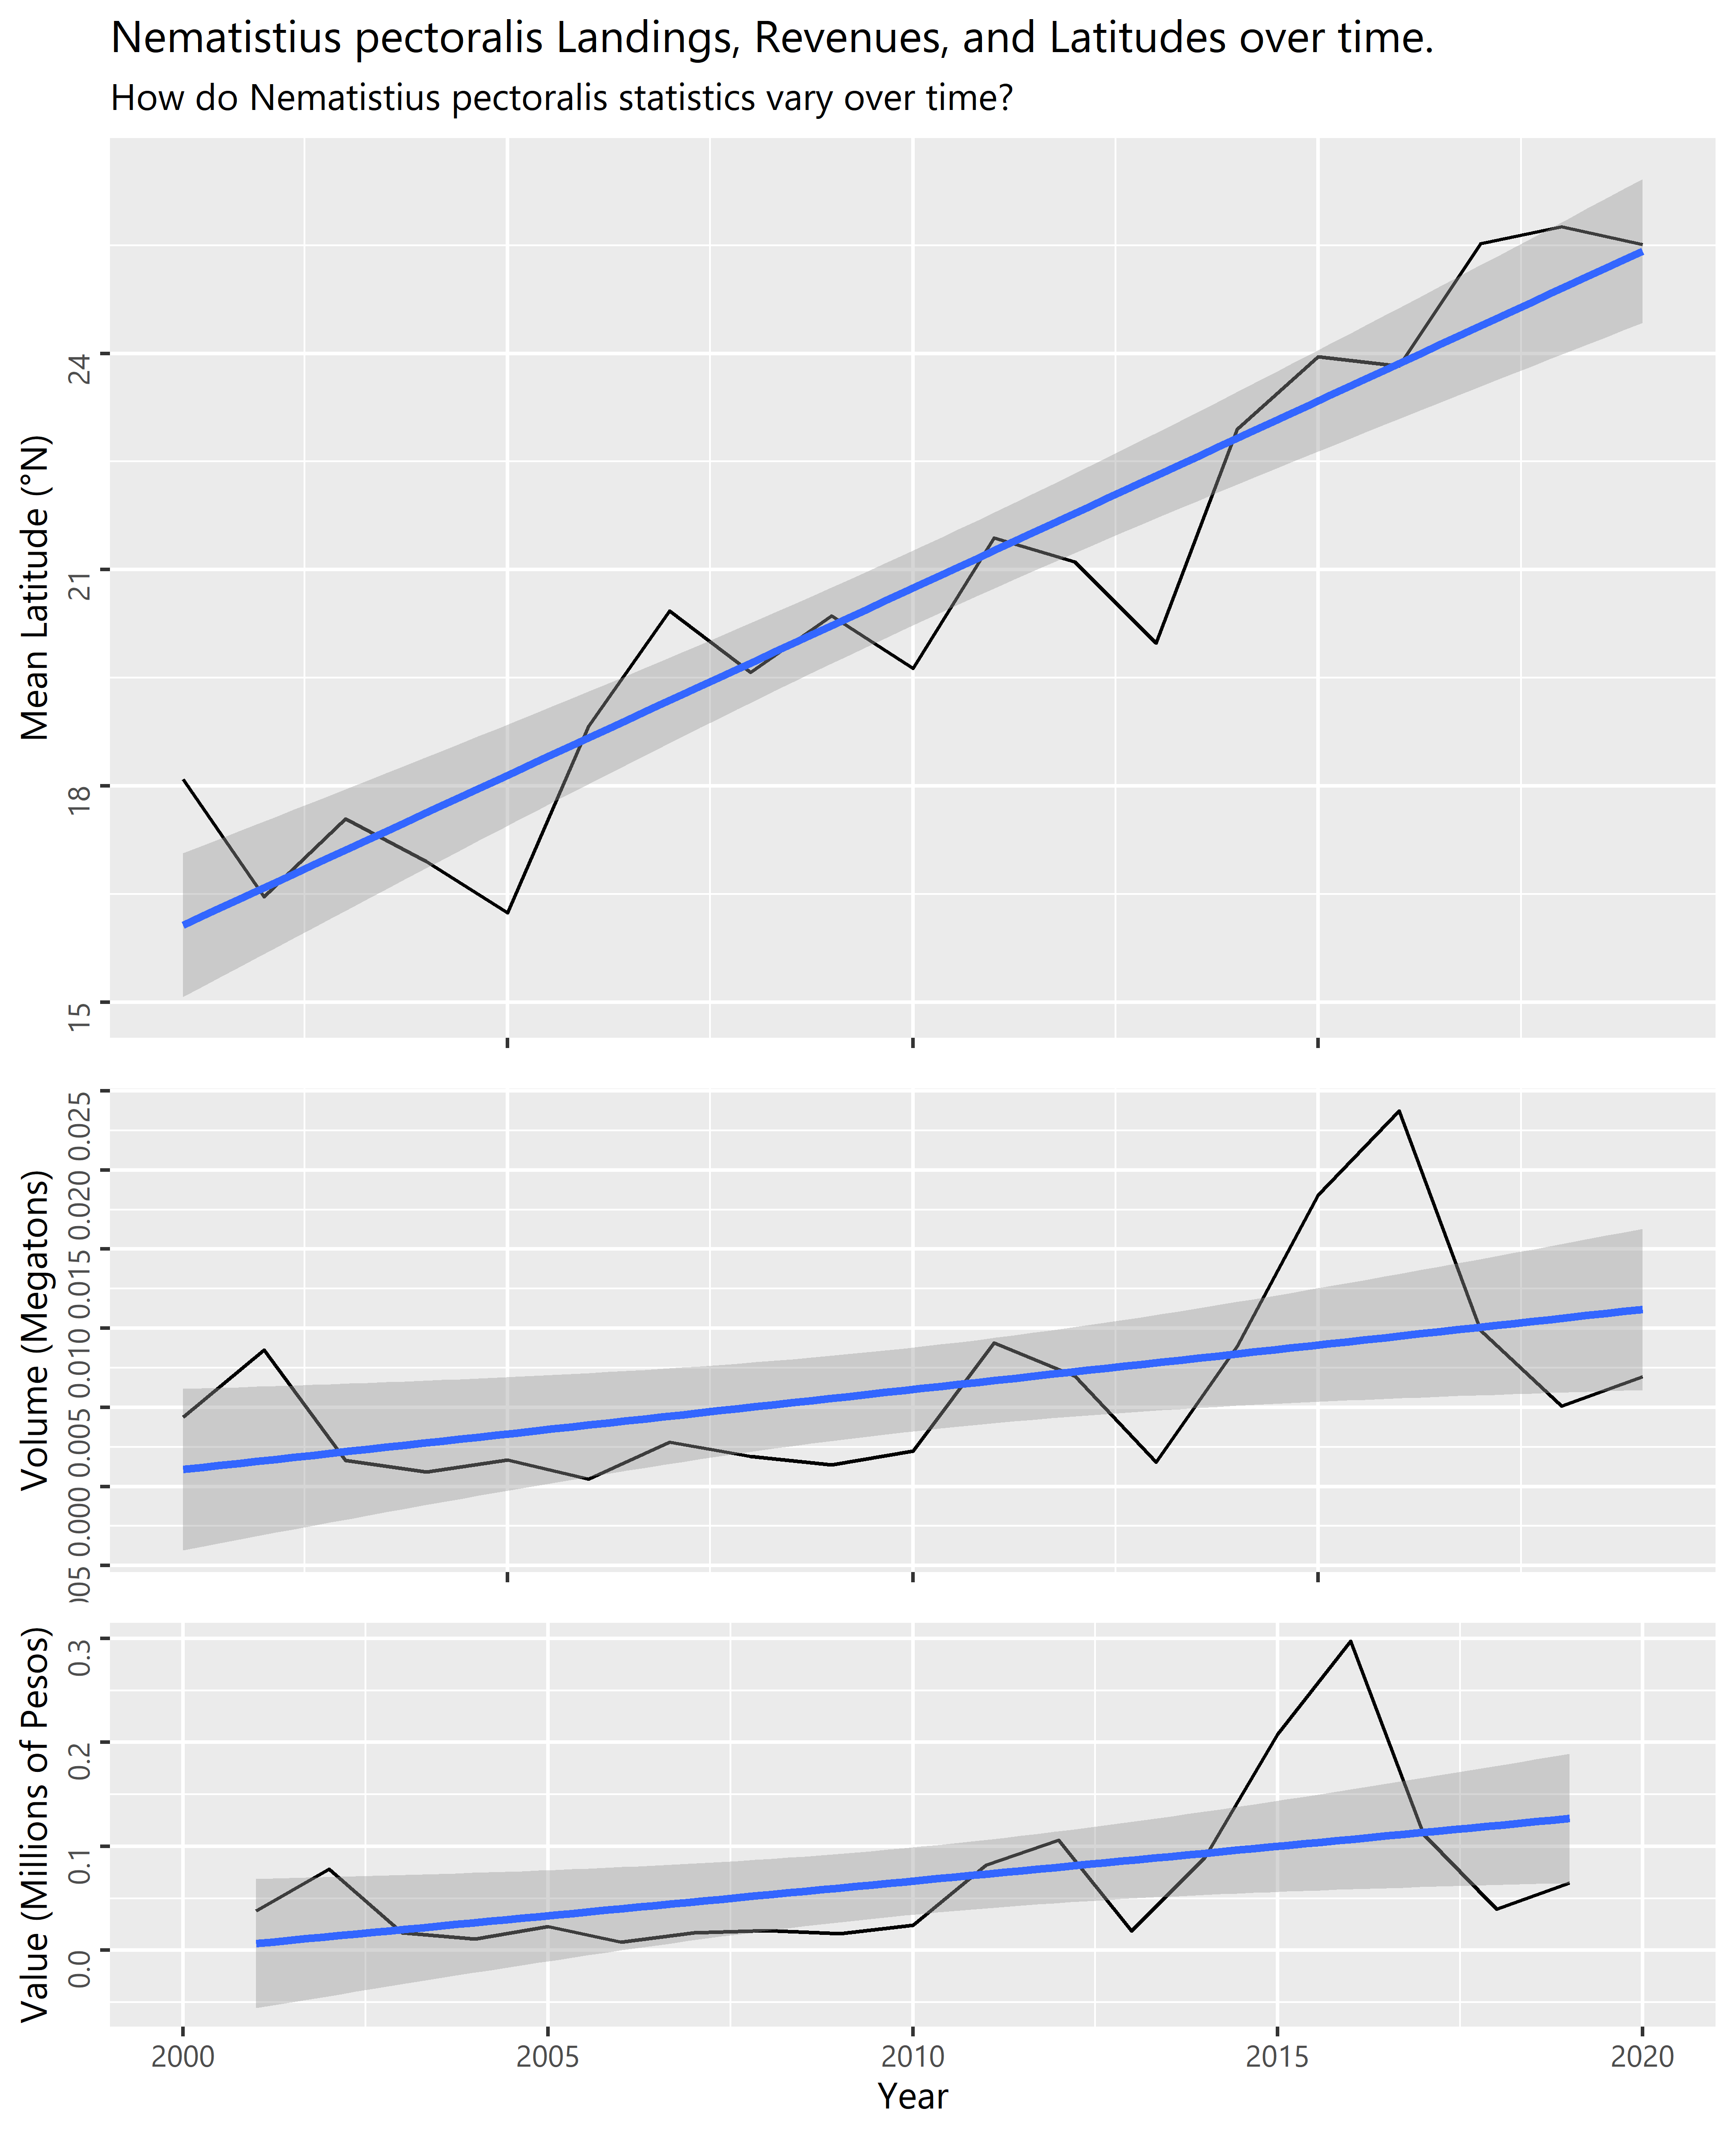 Nematistius pectoralis Landings, Revenues, and Latitudes over time.
How do Nematistius pectoralis statistics vary over time?
Mean Latitude (°N)
24
21
18
15
Volume (Megatons)
0.025
0.020
0.015
0.010
0.005
0.000
005
Value (Millions of Pesos)
0.3
0.2
0.1
0.0
2000 2005 2010 2015 2020
Year